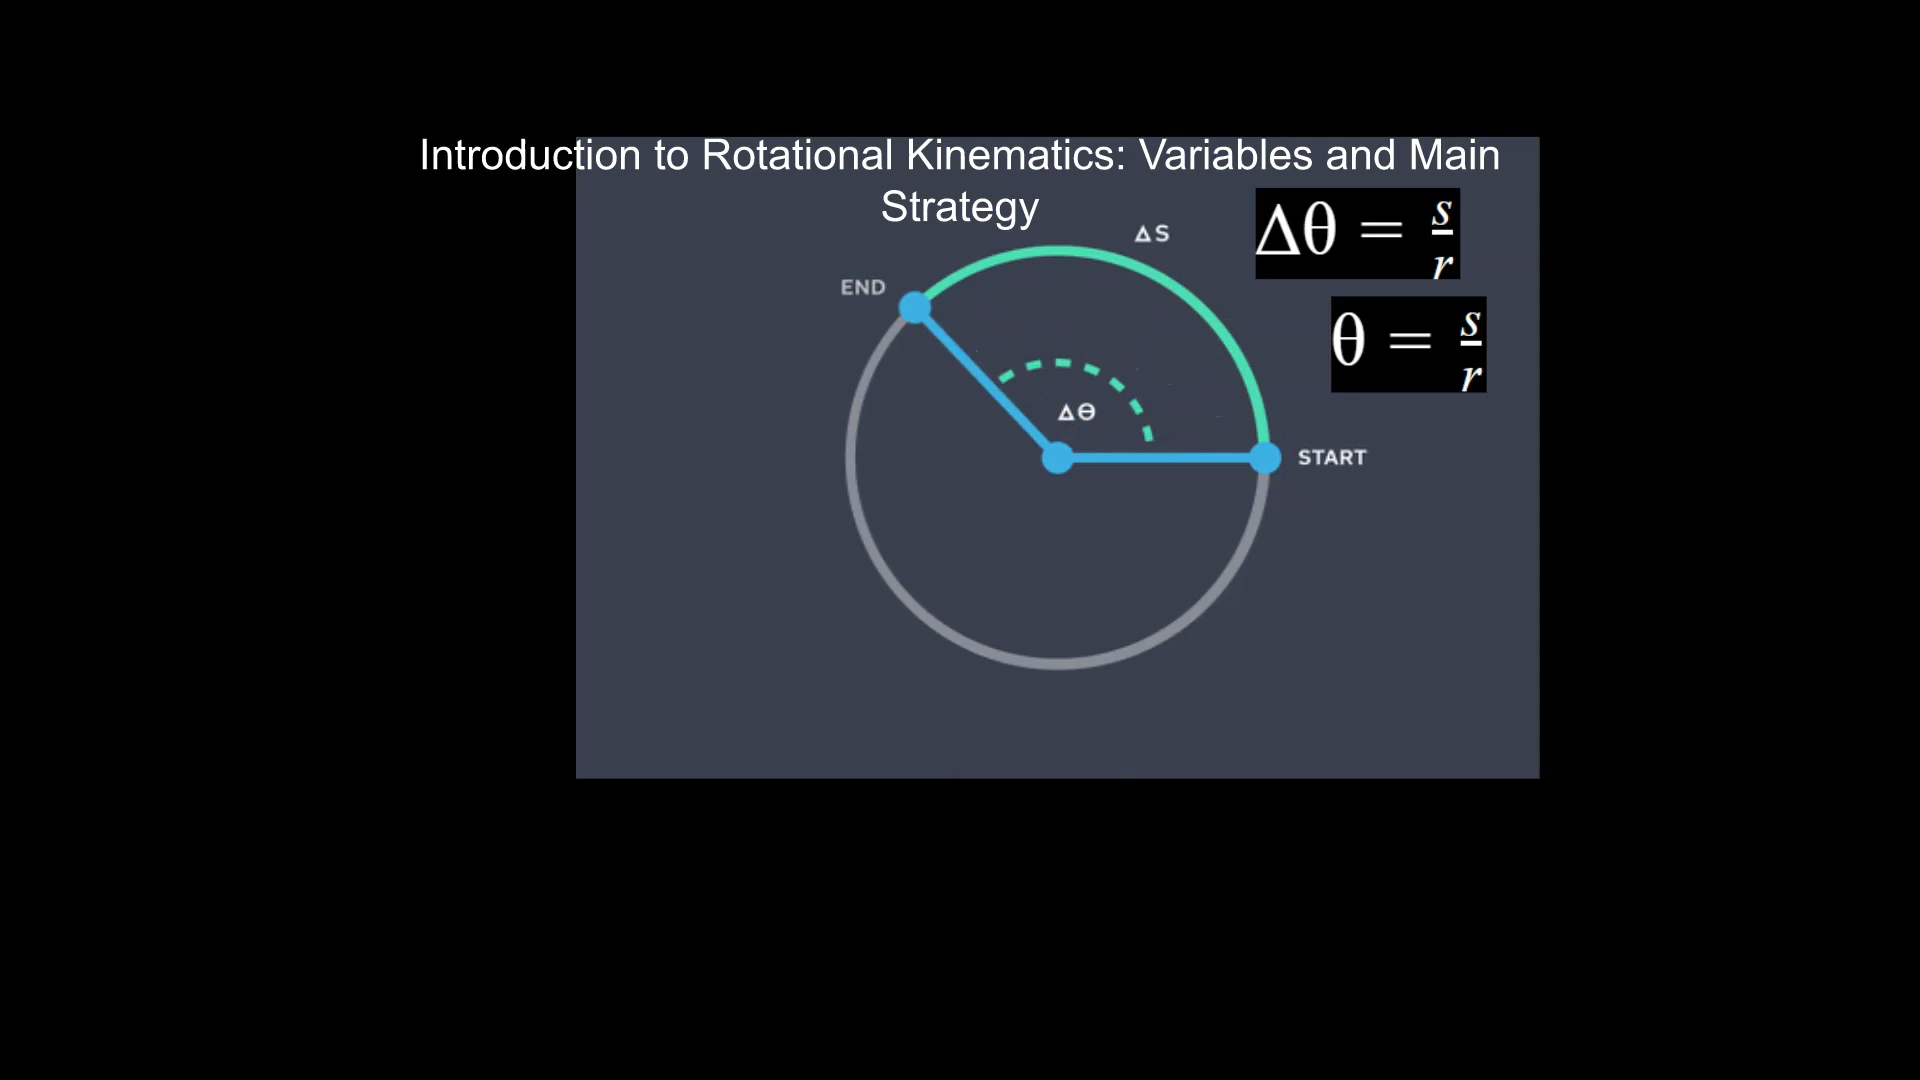 Introduction to Rotational Kinematics: Variables and Main
Strategy
ΔS
Δθ = s/r
END
θ = s/r
Δθ
START